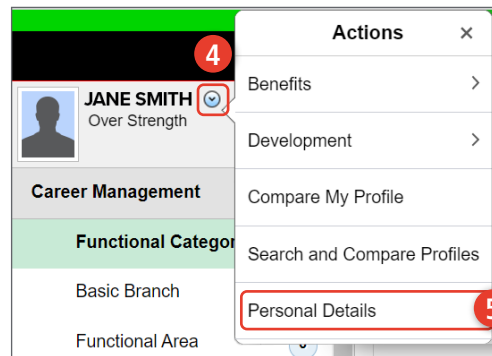 4
JANE SMITH
Over Strength
Career Management
Functional Categor
Basic Branch
Functional Area
Actions ×
Benefits
Development
Compare My Profile
Search and Compare Profiles
Personal Details
5